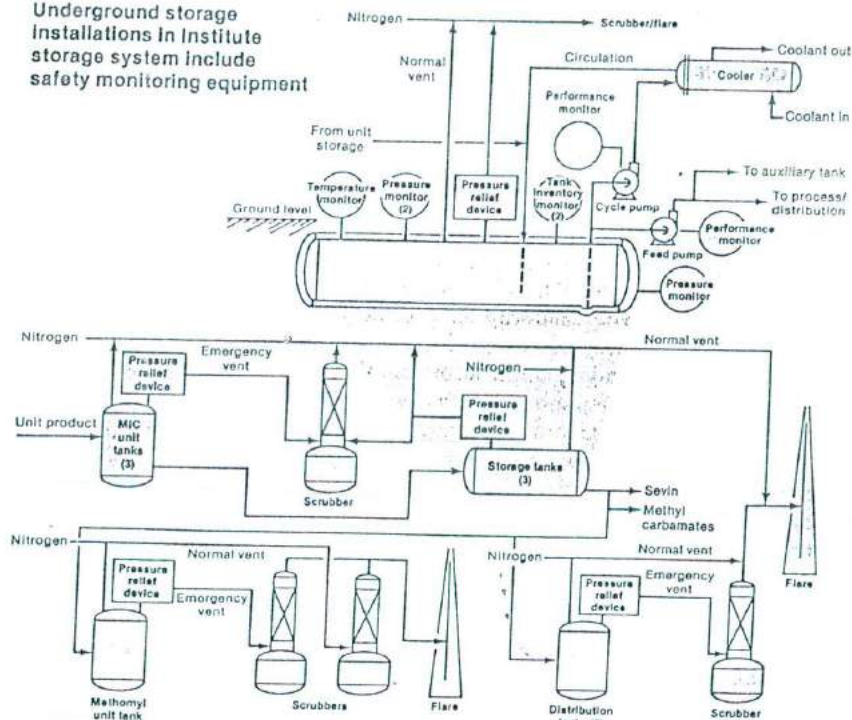 Underground storage
installations in Institute
storage system include
safety monitoring equipment
Nitrogen
Scrubber/flare
Normal
vent
Circulation
Coolant out
Cooler
Coolant in
Performance
monitor
From unit
storage
To auxiliary tank
To process/
distribution
Temperature
monitor
Pressure
monitor
(2)
Pressure
relief
device
Tank
inventory
monitor
(2)
Cycle pump
Ground level
Feed pump
Performance
monitor
Pressure
monitor
Nitrogen
Normal vent
Pressure
relief
device
Emergency
vent
Nitrogen
Unit product
MIC
unit
tanks
(3)
Pressure
relief
device
Scrubber
Storage tanks
(3)
Sevin
Methyl
carbamates
Nitrogen
Normal vent
Nitrogen
Normal vent
Flare
Pressure
relief
device
Emergency
vent
Pressure
relief
device
Emergency
vent
Methomyl
unit tank
Scrubbers
Flare
Distribution
Scrubber